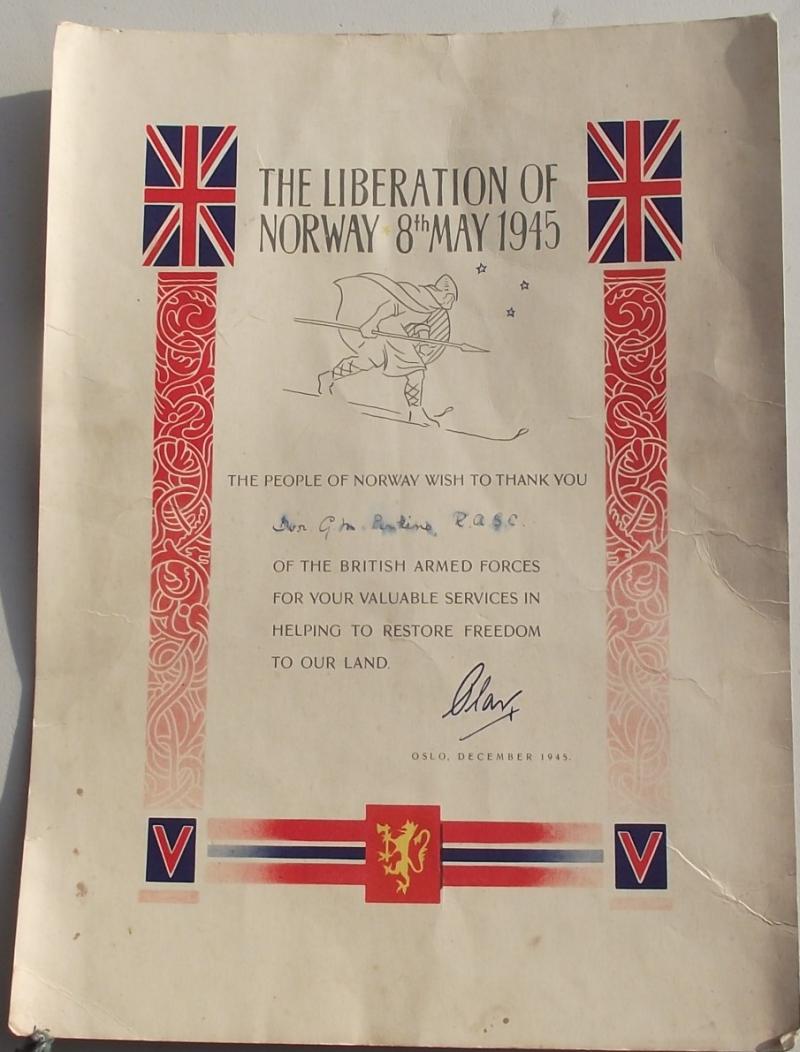 THE LIBERATION OF
NORWAY 8th MAY 1945
THE PEOPLE OF NORWAY WISH TO THANK YOU
Dvr G M Perkins, R.A.S.C.
OF THE BRITISH ARMED FORCES
FOR YOUR VALUABLE SERVICES IN
HELPING TO RESTORE FREEDOM
TO OUR LAND.
Olav
OSLO, DECEMBER 1945.
V V